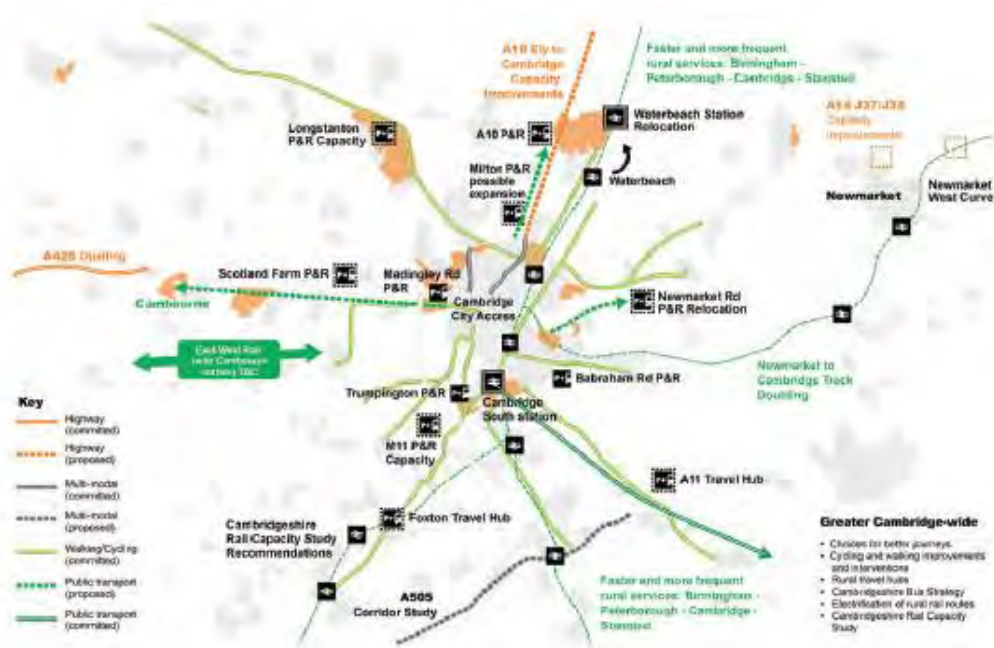 A10 Ely to
Cambridge
Capacity
Improvements
Faster and more frequent
rural services: Birmingham -
Peterborough - Cambridge - Stansted
Longstanton
P&R Capacity
A10 P&R
Waterbeach Station
Relocation
A14 J37/J38
Capacity
Improvements
Milton P&R
possible
expansion
Waterbeach
Newmarket
Newmarket
West Curve
A428 Dualling
Scotland Farm P&R
Madingley Rd
P&R
Cambourne
Cambridge
City Access
Newmarket Rd
P&R Relocation
East West Rail
Trumpington P&R
Babraham Rd P&R
Newmarket to
Cambridge Track
Doubling
Cambridge
South station
M11 P&R
Capacity
A11 Travel Hub
Foxton Travel Hub
Cambridgeshire
Rail Capacity Study
Recommendations
A505
Corridor Study
Faster and more frequent
rural services: Birmingham -
Peterborough - Cambridge -
Stansted
Key
Highway
(committed)
Highway
(proposed)
Multi-modal
(committed)
Multi-modal
(proposed)
Walking/Cycling
(committed)
Public transport
(proposed)
Public transport
(committed)
Greater Cambridge-wide
• Choices for better journeys
• Cycling and walking improvements
and interventions
• Rural travel hubs
• Cambridgeshire Bus Strategy
• Electrification of rural rail routes
• Cambridgeshire Rail Capacity
Study